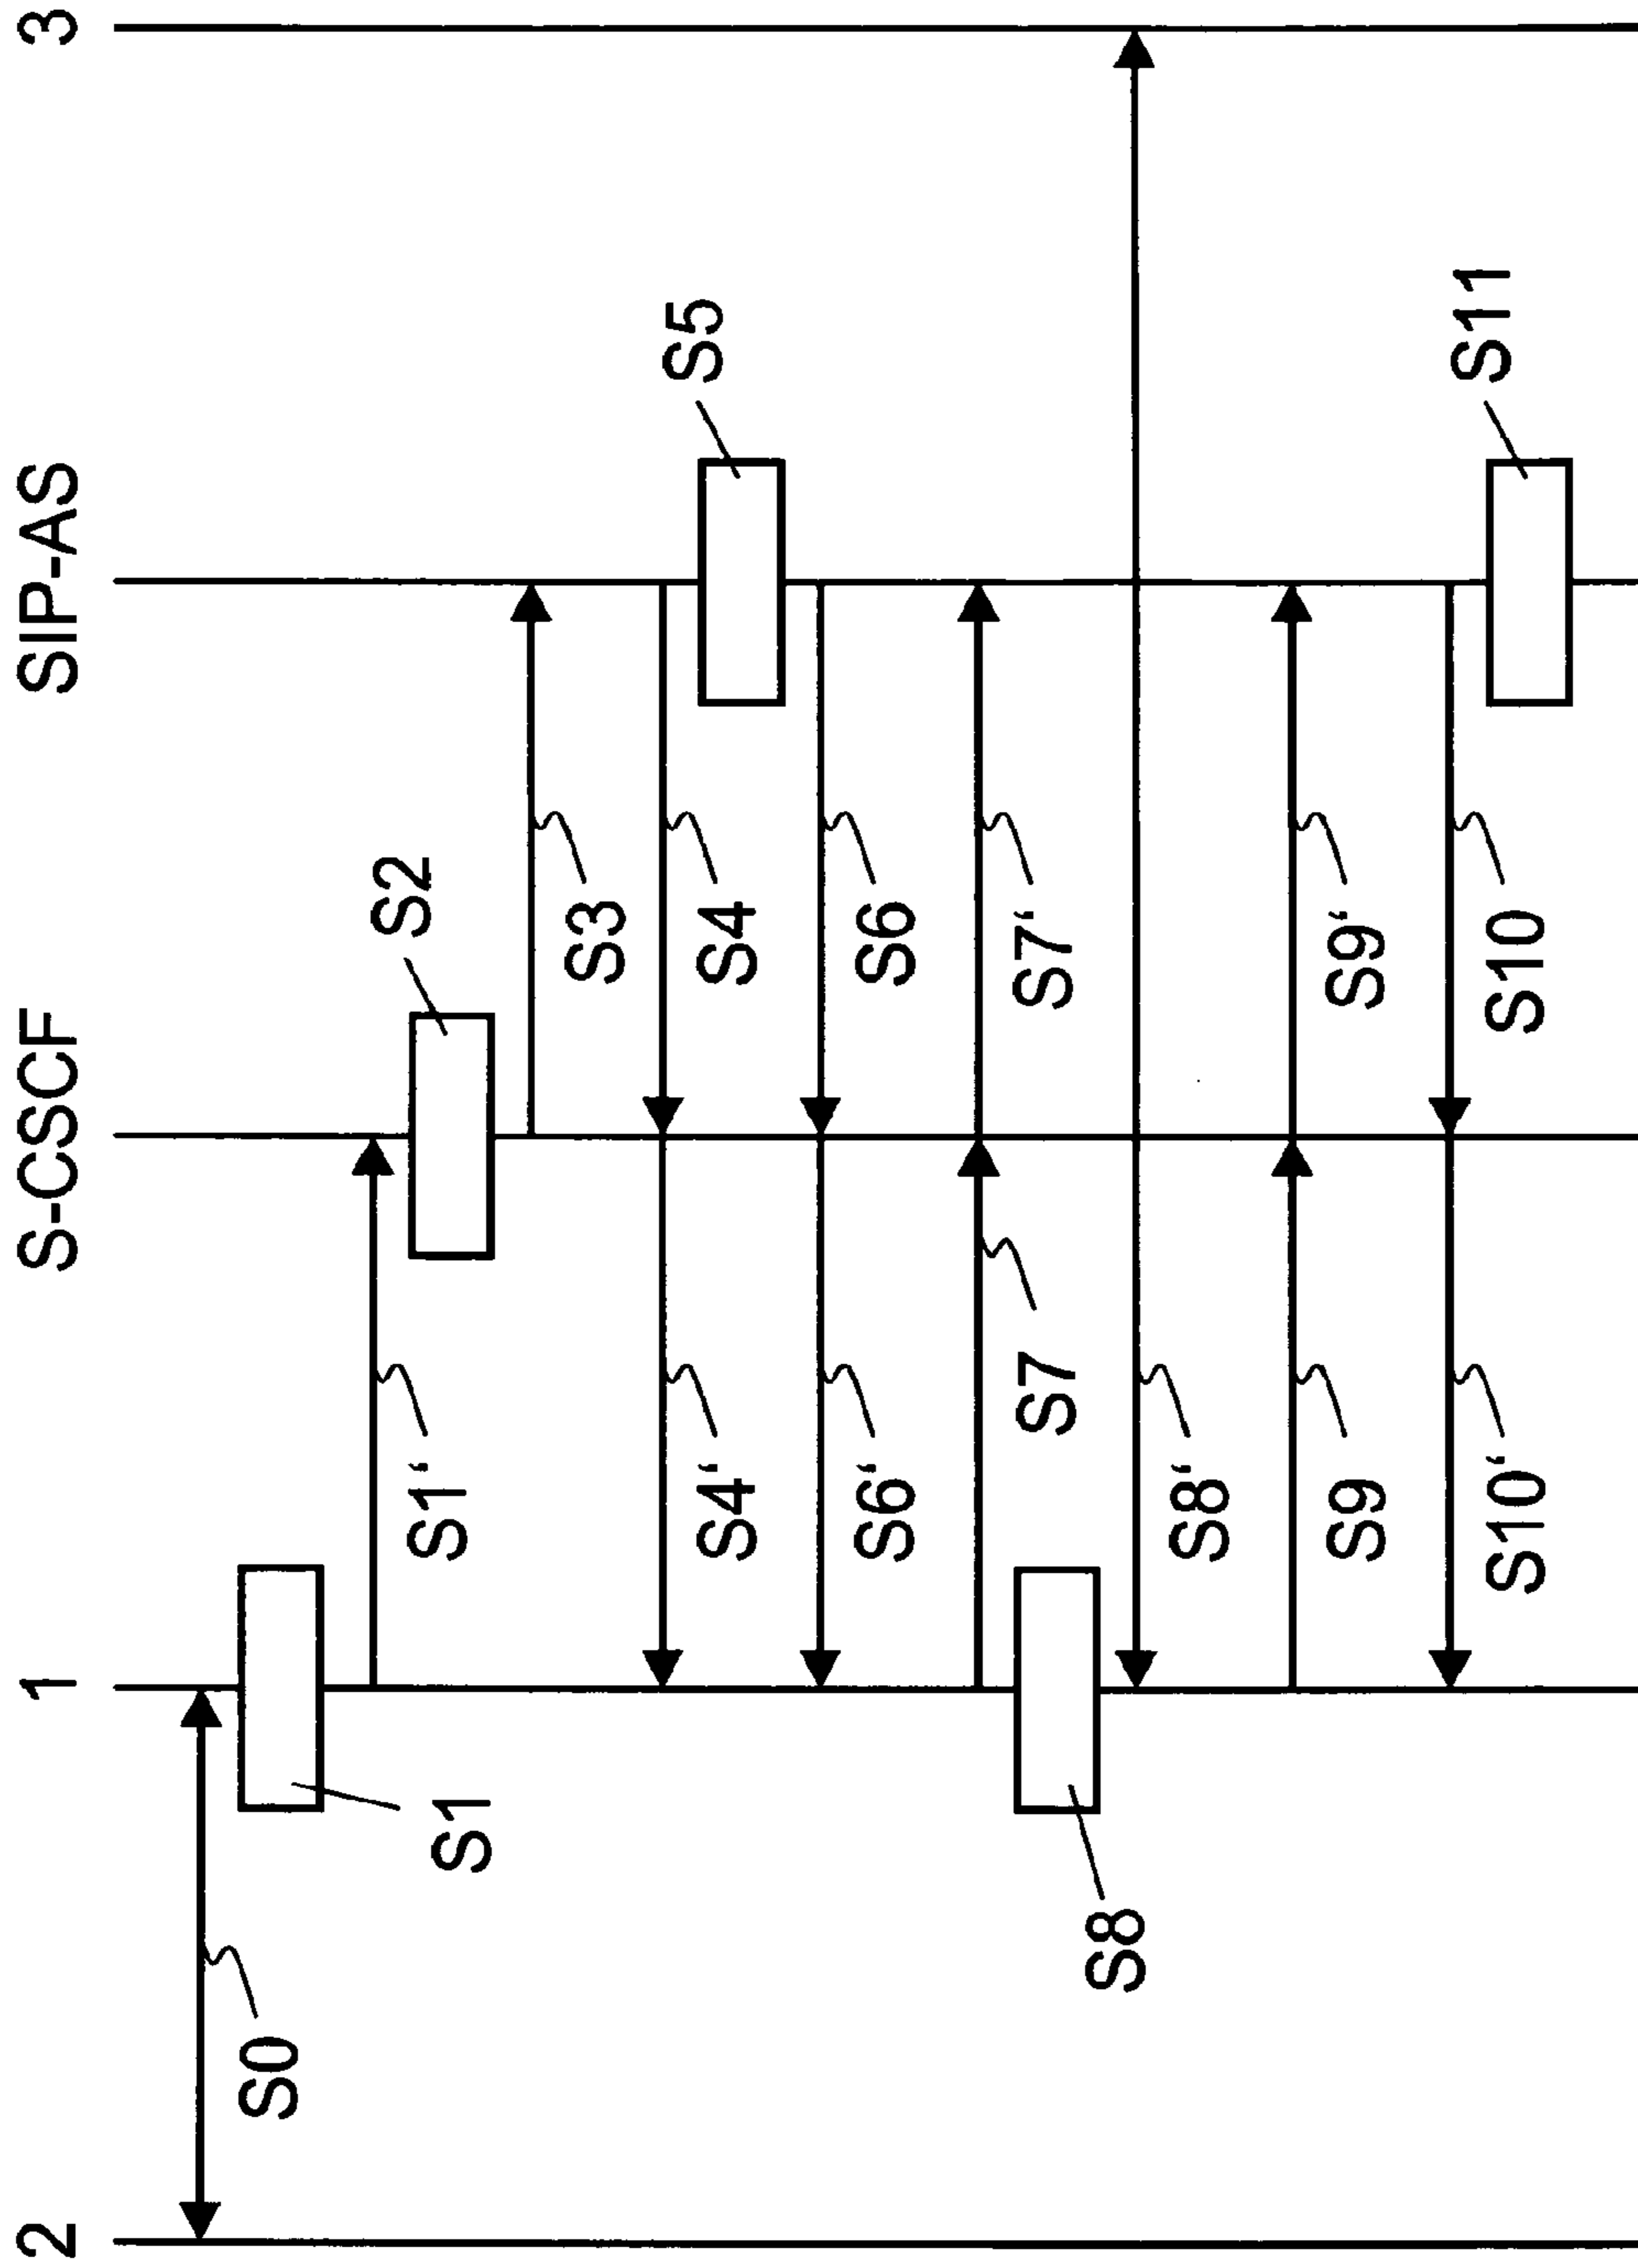 2 1 S-CSCF SIP-AS 3
S0
S2
S1'
S1
S3
S5
S4' S4
S6' S6
S7 S7'
S8
S8'
S9 S9'
S11
S10' S10